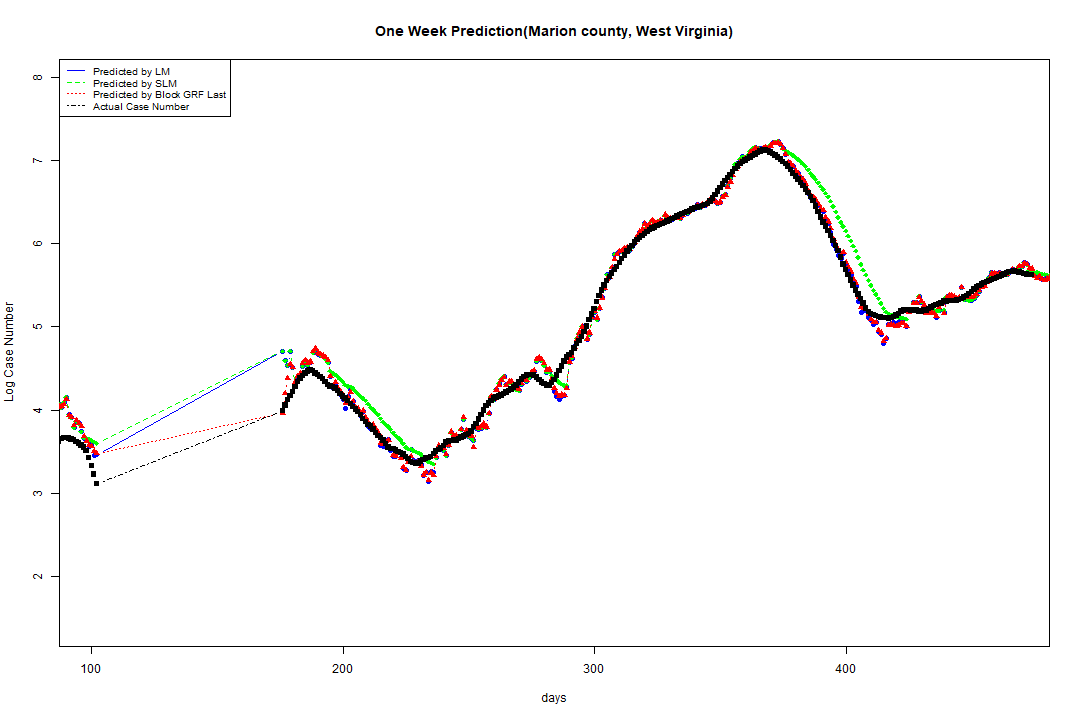 One Week Prediction(Marion county, West Virginia)
Predicted by LM
Predicted by SLM
Predicted by Block GRF Last
Actual Case Number
8
7
6
5
4
3
2
Log Case Number
100 200 300 400
days